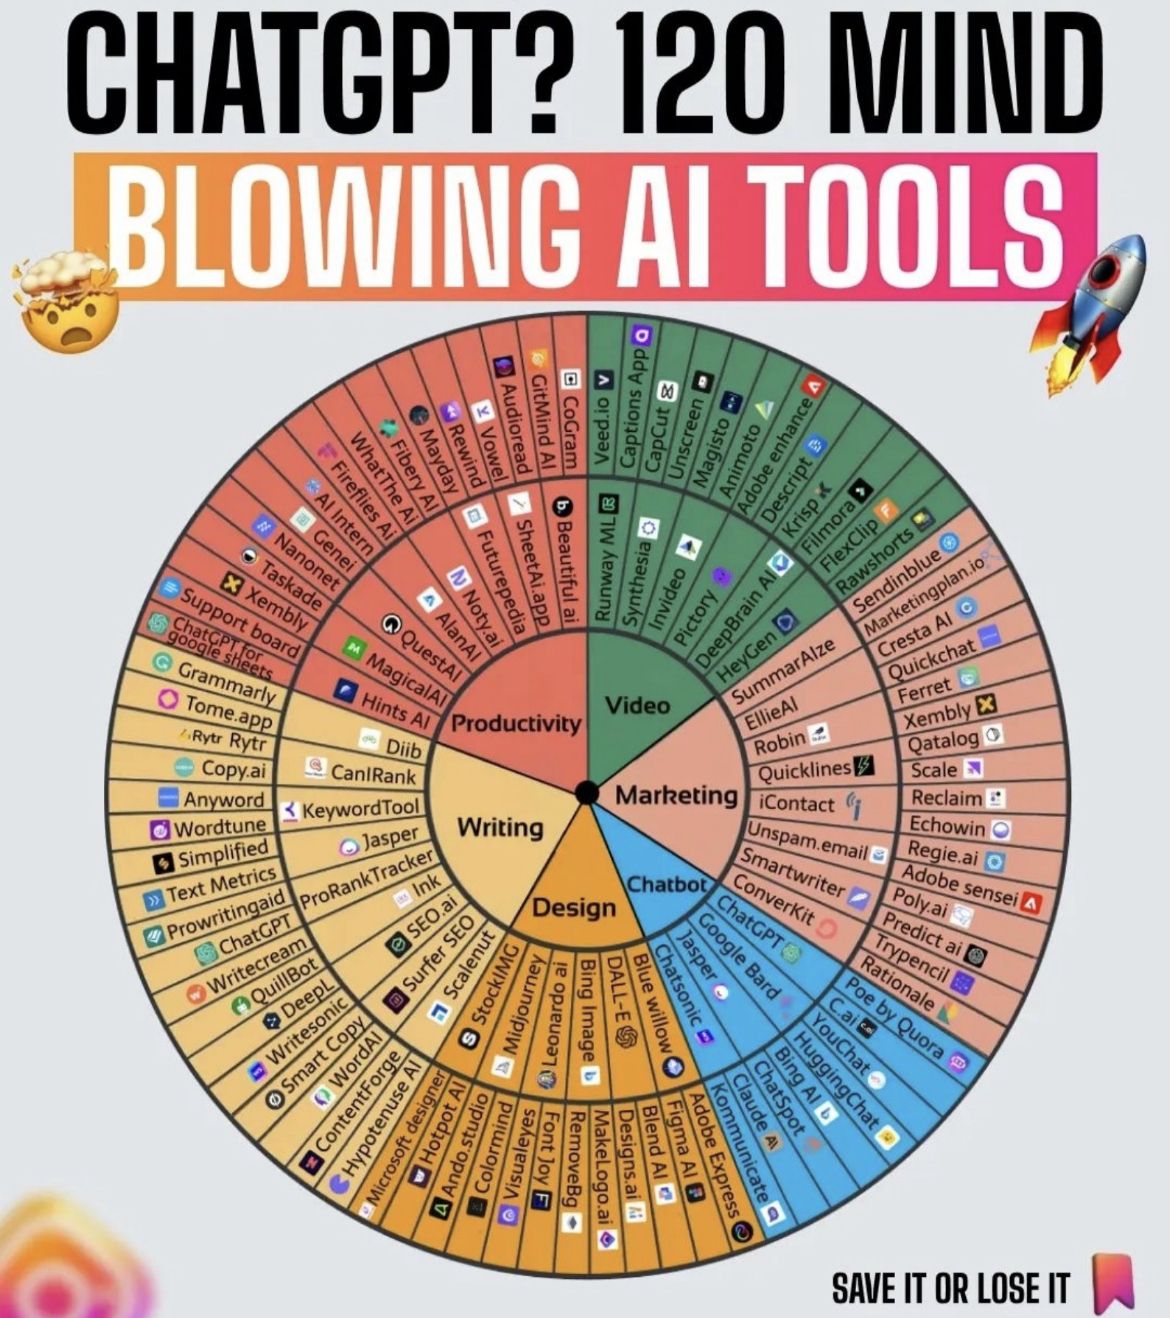 CHATGPT? 120 MIND
BLOWING AI TOOLS
Productivity
Video
Marketing
Chatbot
Design
Writing
Hints AI
MagicalAI
QuestAI
AlanAI
Noty.ai
Futurepedia
SheetAi.app
Beautiful ai
ChatGPT for
google sheets
Support board
Xembly
Taskade
Nanonet
Genei
AI Intern
Fireflies Ai
WhatThe Ai
Fibery AI
Mayday
Rewind
Vowel
Audioread
GitMind AI
CoGram
Runway ML
Synthesia
Invideo
Pictory
DeepBrain AI
HeyGen
Veed.io
Captions App
CapCut
Unscreen
Magisto
Animoto
Adobe enhance
Descript
Krisp
Filmora
FlexClip
Rawshorts
SummarAIze
EllieAI
Robin
Quicklines
iContact
Unspam.email
Smartwriter
ConverKit
Sendinblue
Marketingplan.io
Cresta AI
Quickchat
Ferret
Xembly
Qatalog
Scale
Reclaim
Echowin
Regie.ai
Adobe sensei
Poly.ai
Predict ai
Trypencil
Rationale
ChatGPT
Google Bard
Jasper
Chatsonic
Poe by Quora
C.ai
YouChat
HuggingChat
Bing AI
ChatSpot
Claude
Kommunicate
Blue willow
DALL-E
Bing Image
Leonardo ai
Midjourney
StockIMG
Adobe Express
Figma AI
Blend AI
Designs.ai
MakeLogo.ai
RemoveBg
Font Joy
Visualeyes
Colormind
Ando.studio
Hotpot AI
Microsoft designer
Diib
CanIRank
KeywordTool
Jasper
ProRankTracker
Ink
SEO.ai
Surfer SEO
Scalenut
Grammarly
Tome.app
Rytr Rytr
Copy.ai
Anyword
Wordtune
Simplified
Text Metrics
Prowritingaid
ChatGPT
Writecream
QuillBot
DeepL
Writesonic
Smart Copy
WordAI
ContentForge
Hypotenuse AI
SAVE IT OR LOSE IT